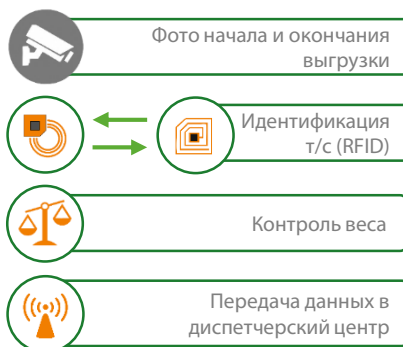 Фото начала и окончания
выгрузки
Идентификация
т/с (RFID)
Контроль веса
Передача данных в
диспетчерский центр